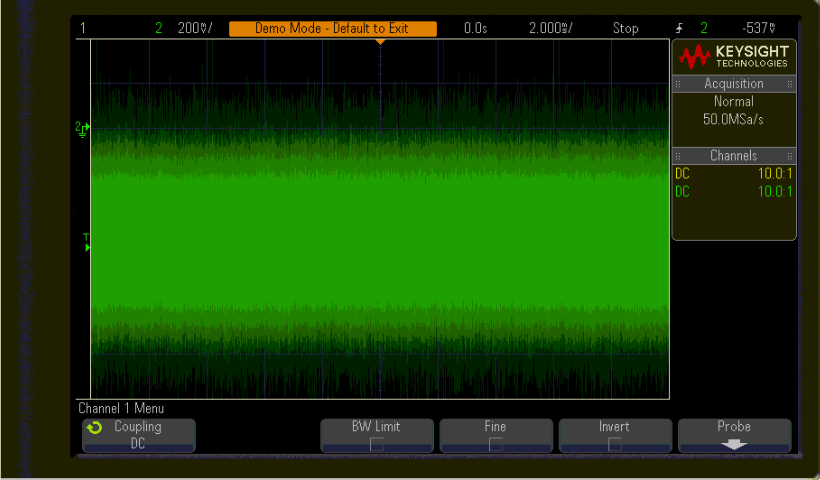 1 2 200mV/ Demo Mode - Default to Exit 0.0s 2.000ms/ Stop 2 -537mV
KEYSIGHT
TECHNOLOGIES
Acquisition
Normal
50.0MSa/s
Channels
DC 10.0:1
DC 10.0:1
2
T
Channel 1 Menu
Coupling BW Limit Fine Invert Probe
DC